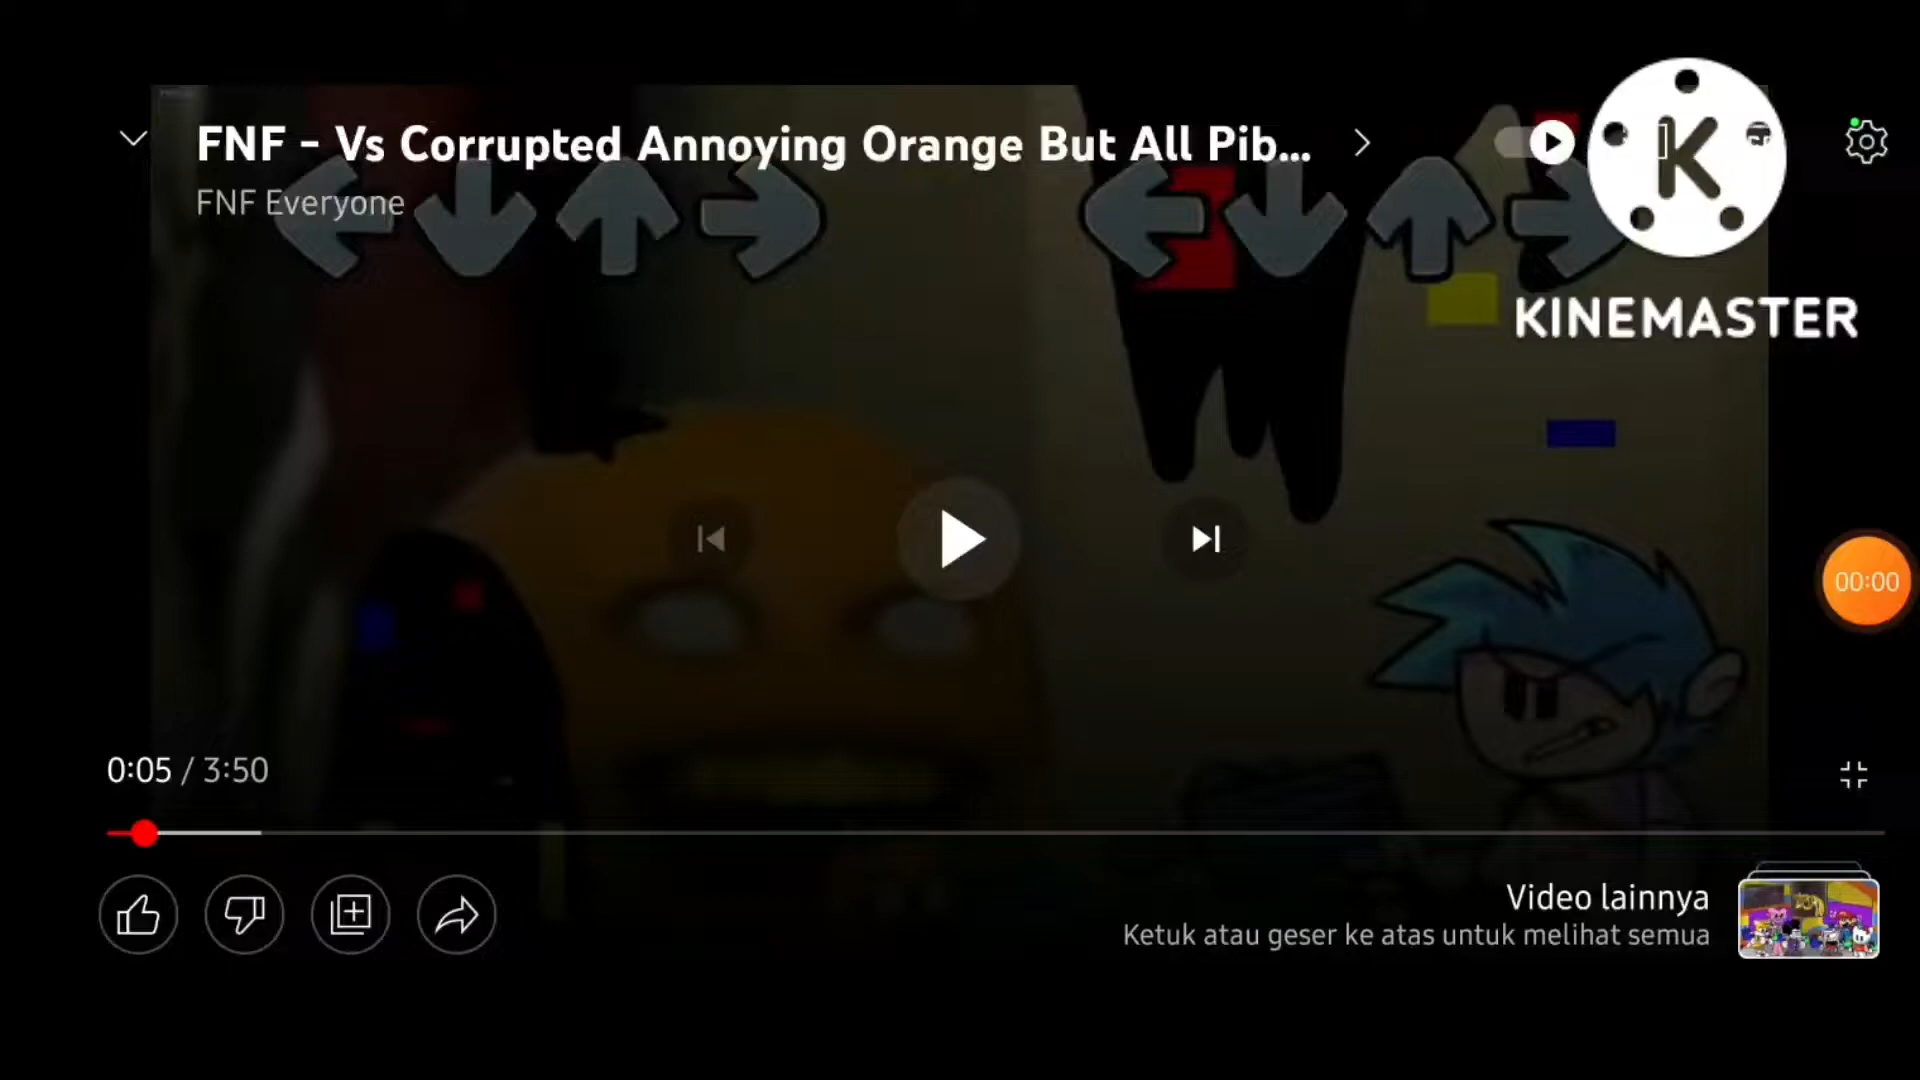 FNF - Vs Corrupted Annoying Orange But All Pib...
FNF Everyone
K
KINEMASTER
00:00
0:05 / 3:50
Video lainnya
Ketuk atau geser ke atas untuk melihat semua